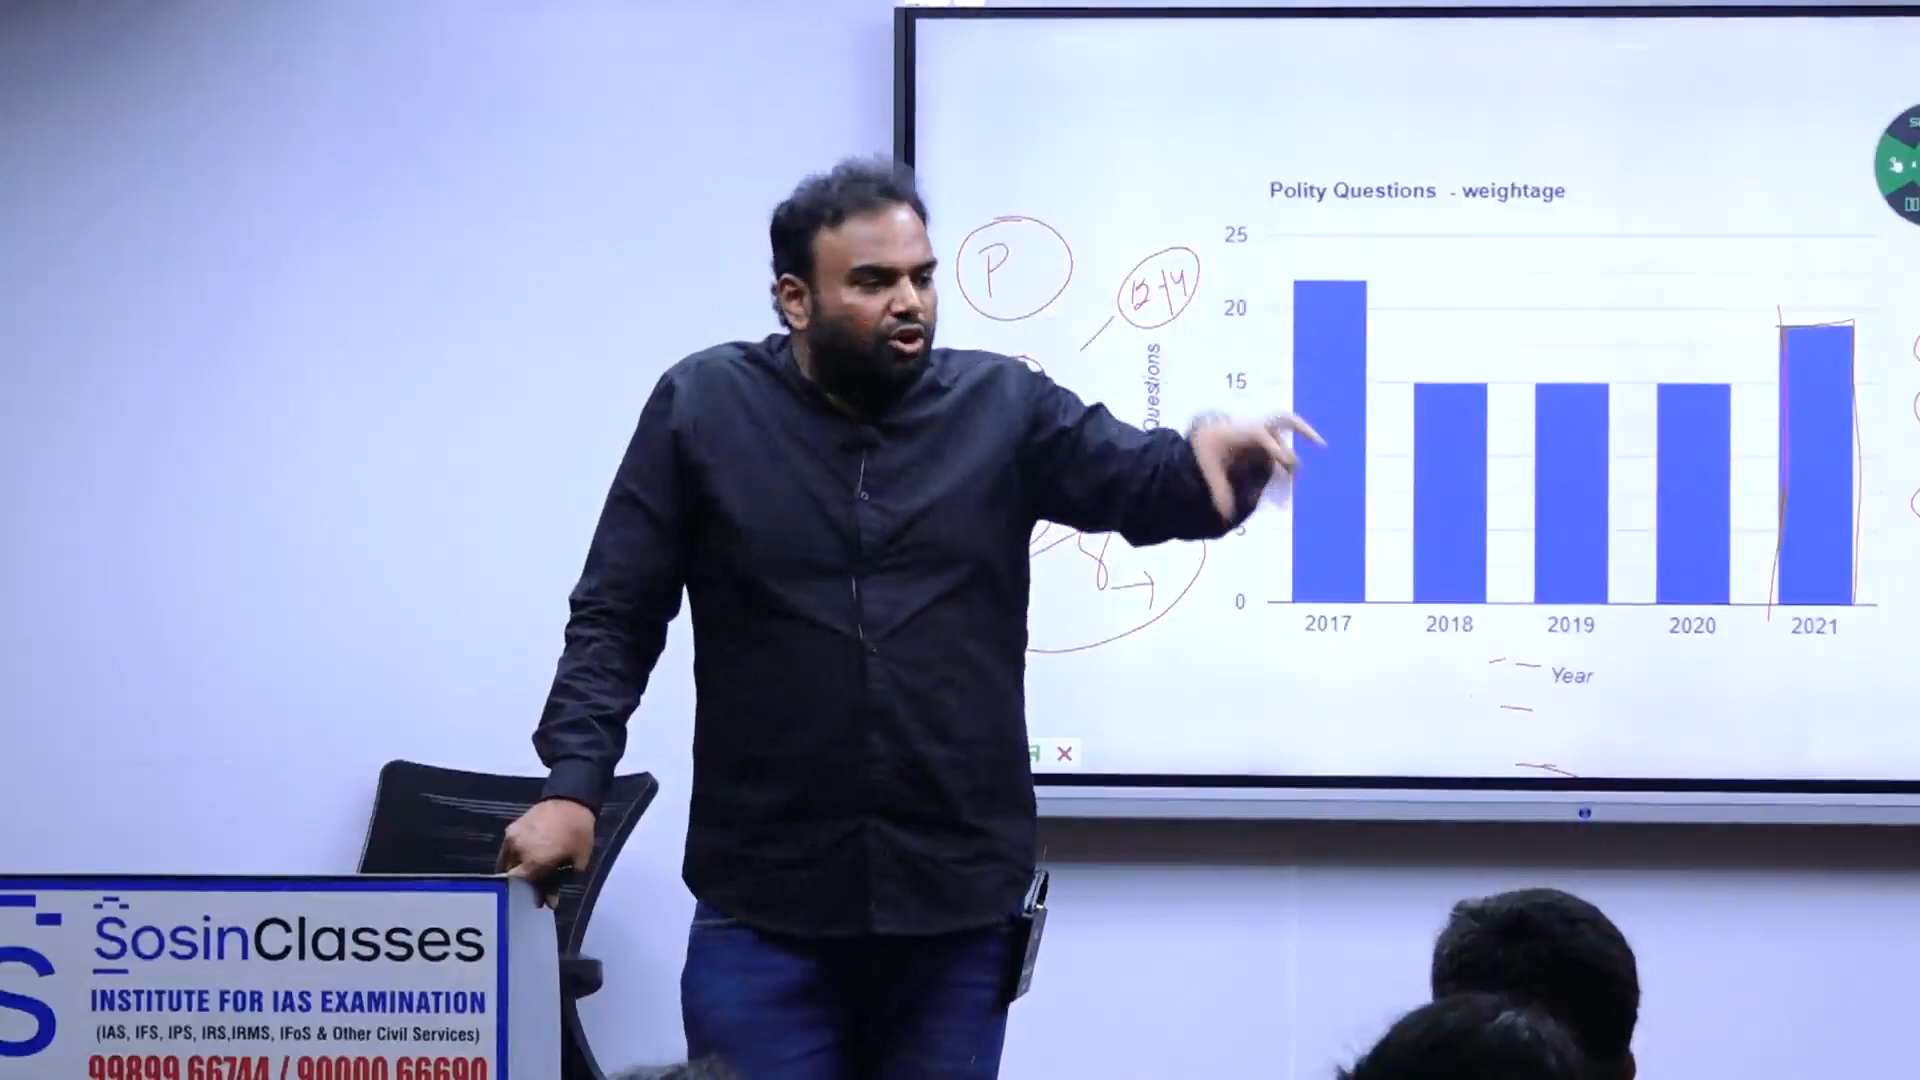 Polity Questions - weightage
25
20
15
5
0
Questions
P
2017
2018
2019
2020
2021
Year
SosinClasses
INSTITUTE FOR IAS EXAMINATION
(IAS, IFS, IPS, IRS,IRMS, IFoS & Other Civil Services)
99899 66744 / 90000 66690